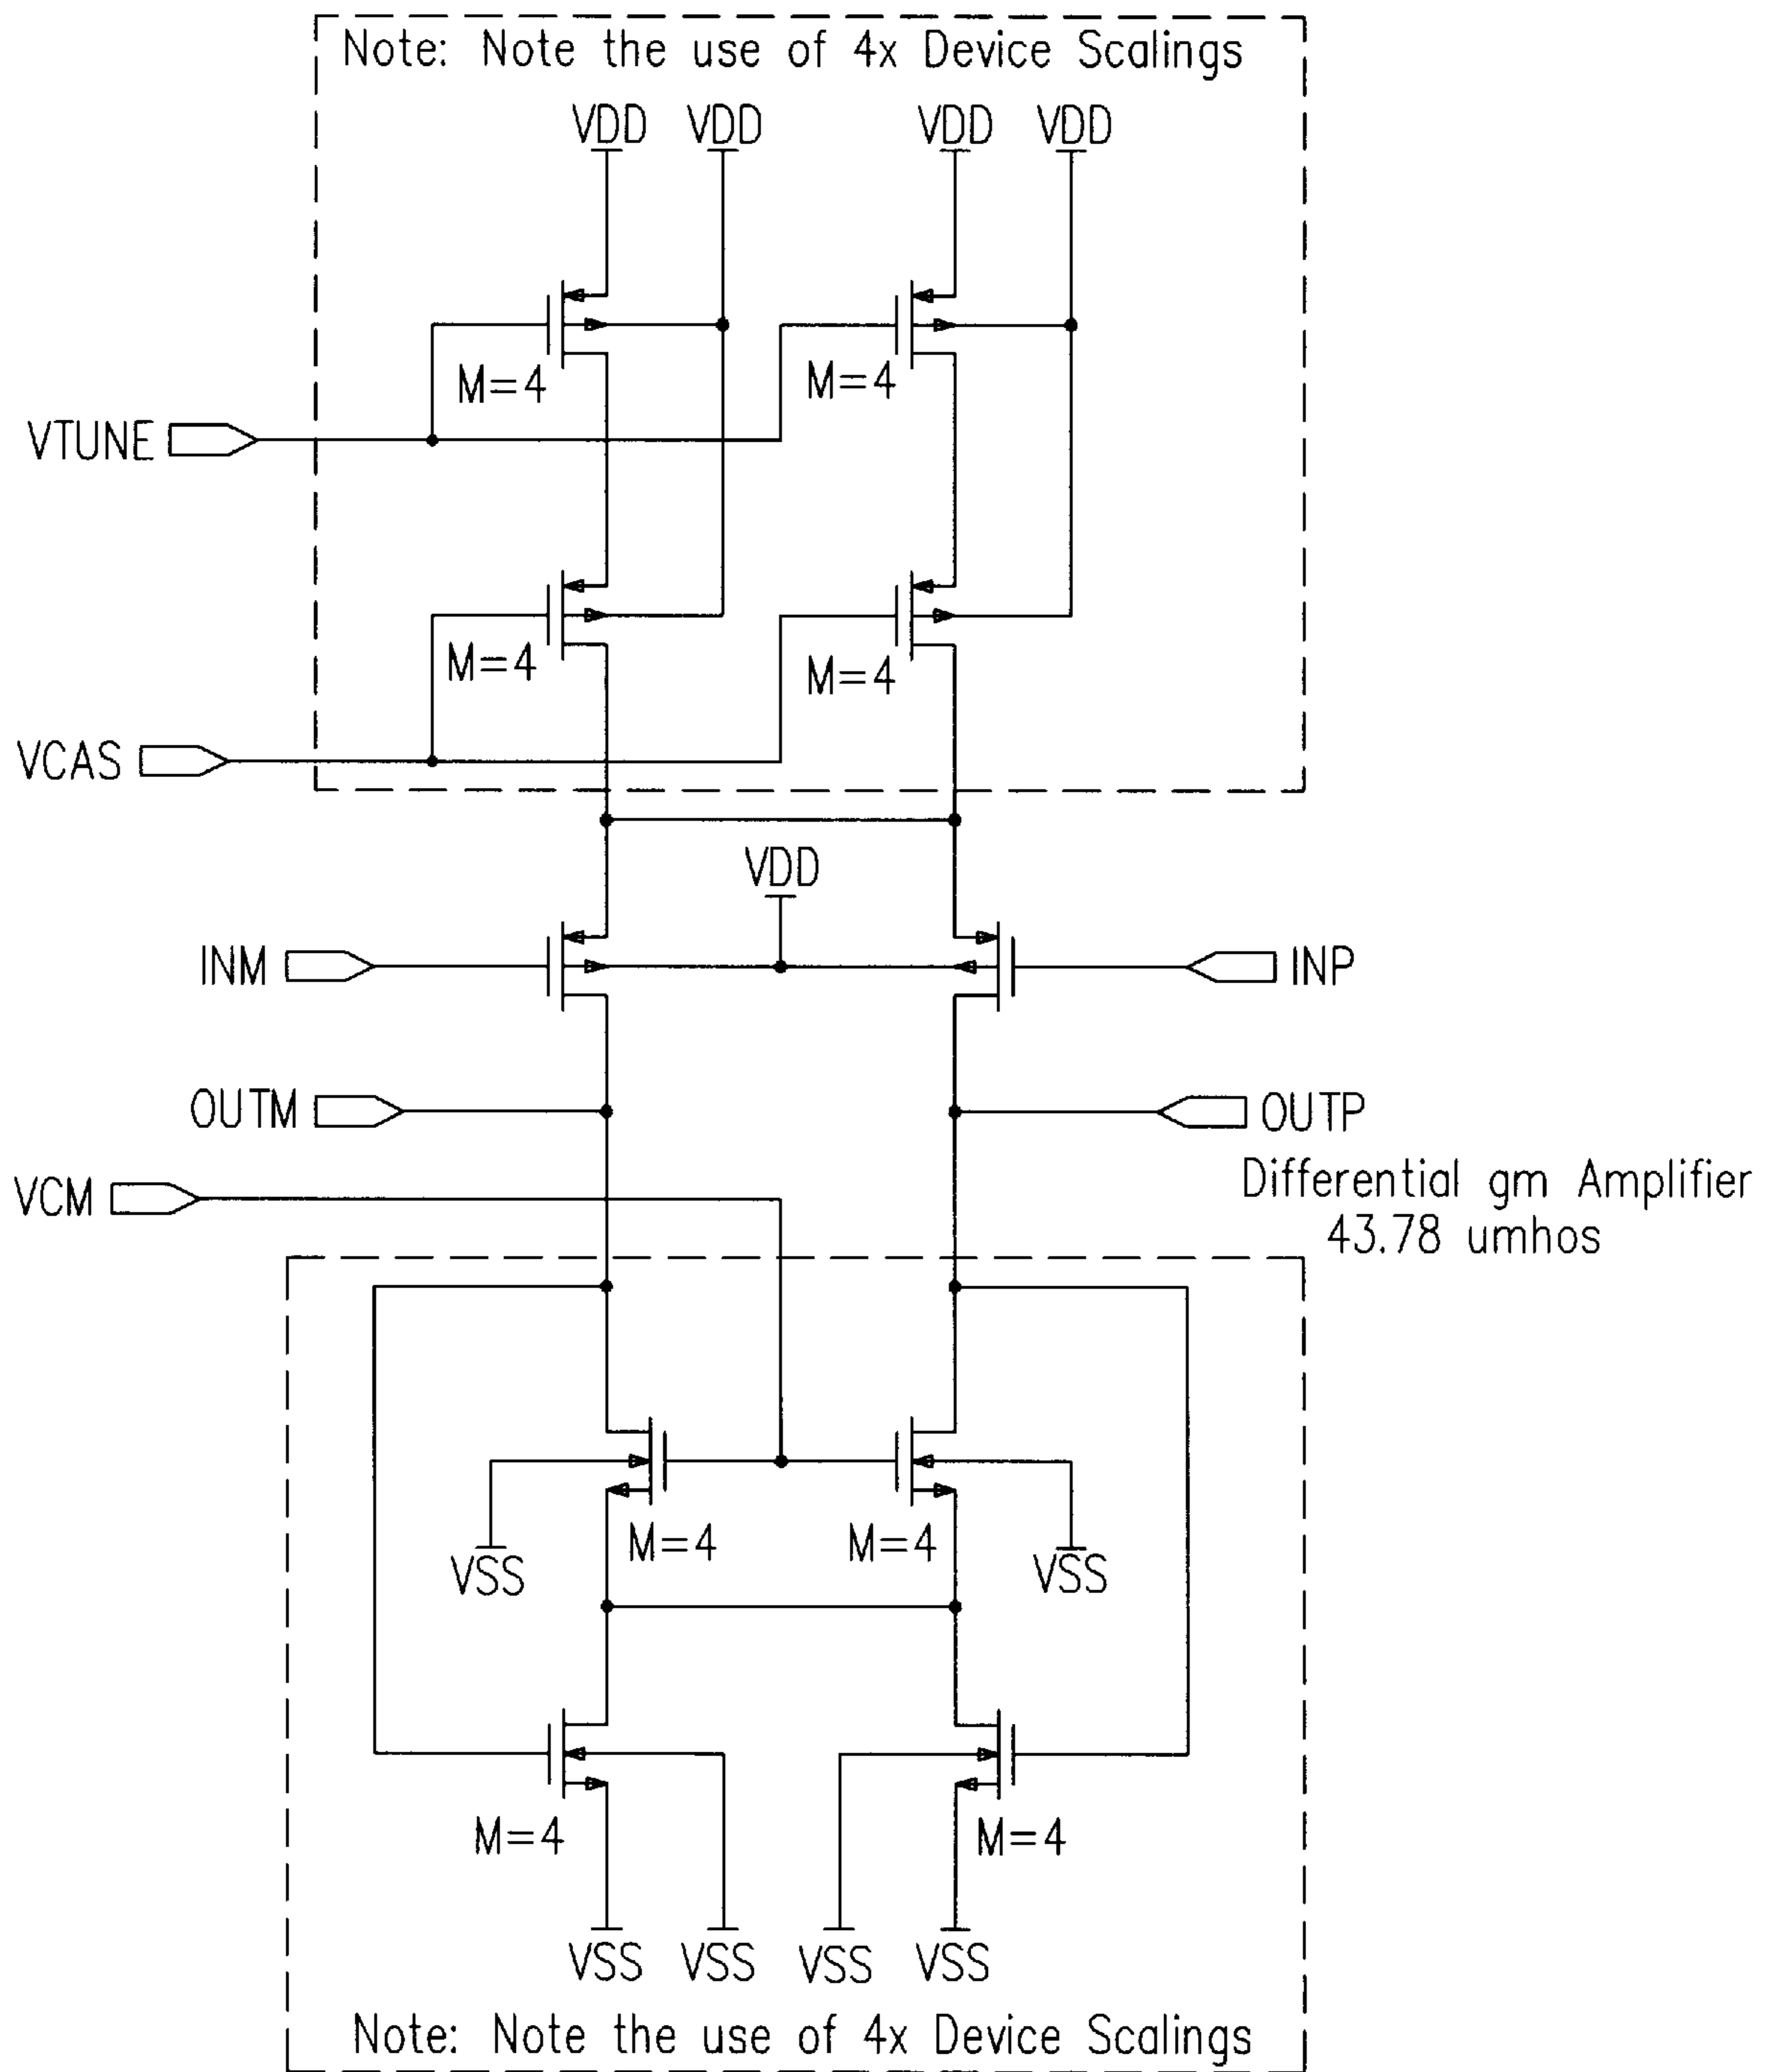 Note: Note the use of 4x Device Scalings
VDD VDD VDD VDD
M=4 M=4
VTUNE
M=4 M=4
VCAS
VDD
INM INP
OUTM OUTP
Differential gm Amplifier
VCM
43.78 umhos
M=4 M=4
VSS VSS
M=4 M=4
VSS VSS VSS VSS
Note: Note the use of 4x Device Scalings